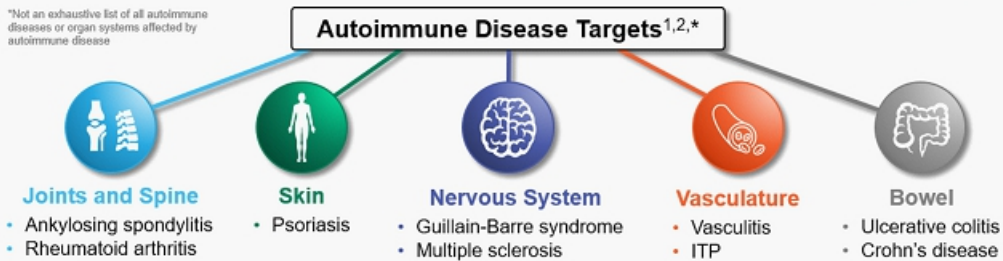 *Not an exhaustive list of all autoimmune
diseases or organ systems affected by
autoimmune disease
Autoimmune Disease Targets1,2,*
Joints and Spine
• Ankylosing spondylitis
• Rheumatoid arthritis
Skin
• Psoriasis
Nervous System
• Guillain-Barre syndrome
• Multiple sclerosis
Vasculature
• Vasculitis
• ITP
Bowel
• Ulcerative colitis
• Crohn's disease